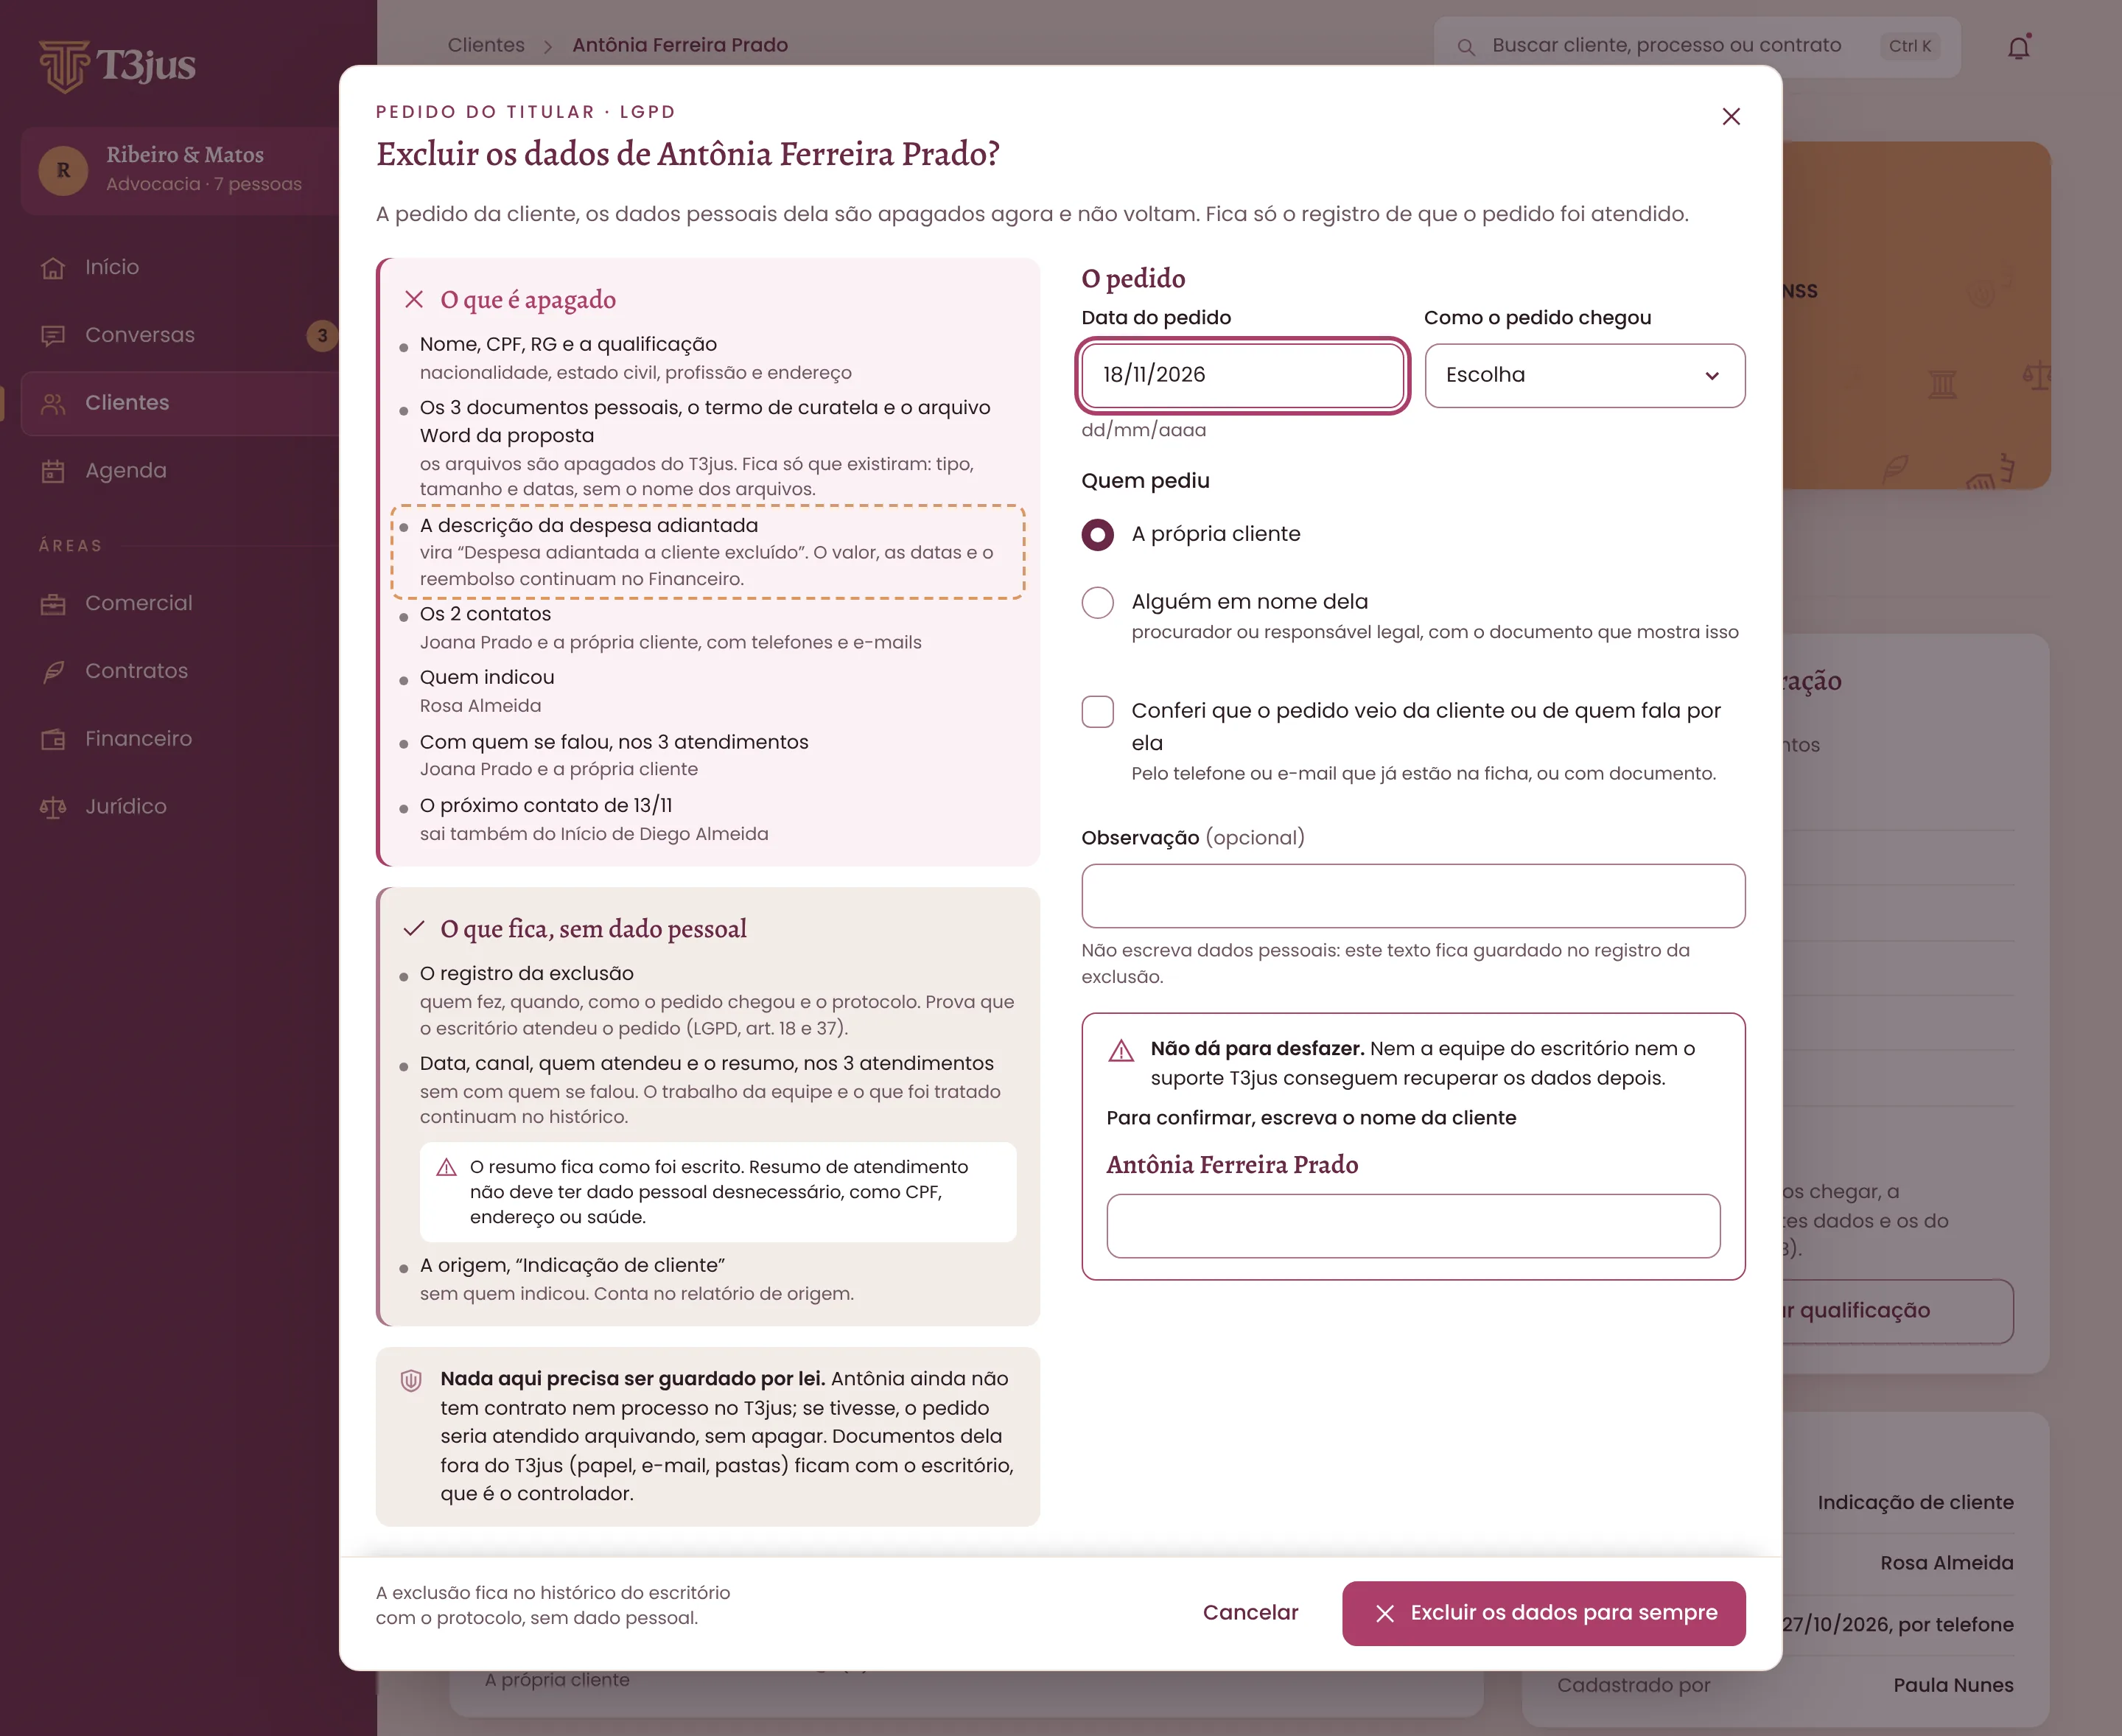 T3jus
R
Ribeiro & Matos
Advocacia · 7 pessoas
Início
Conversas
3
Clientes
Agenda
ÁREAS
Comercial
Contratos
Financeiro
Jurídico
Clientes
Antônia Ferreira Prado
Buscar cliente, processo ou contrato
Ctrl K
PEDIDO DO TITULAR · LGPD
Excluir os dados de Antônia Ferreira Prado?
A pedido da cliente, os dados pessoais dela são apagados agora e não voltam. Fica só o registro de que o pedido foi atendido.
O que é apagado
Nome, CPF, RG e a qualificação
nacionalidade, estado civil, profissão e endereço
Os 3 documentos pessoais, o termo de curatela e o arquivo
Word da proposta
os arquivos são apagados do T3jus. Fica só que existiram: tipo,
tamanho e datas, sem o nome dos arquivos.
A descrição da despesa adiantada
vira “Despesa adiantada a cliente excluído”. O valor, as datas e o
reembolso continuam no Financeiro.
Os 2 contatos
Joana Prado e a própria cliente, com telefones e e-mails
Quem indicou
Rosa Almeida
Com quem se falou, nos 3 atendimentos
Joana Prado e a própria cliente
O próximo contato de 13/11
sai também do Início de Diego Almeida
O que fica, sem dado pessoal
O registro da exclusão
quem fez, quando, como o pedido chegou e o protocolo. Prova que
o escritório atendeu o pedido (LGPD, art. 18 e 37).
Data, canal, quem atendeu e o resumo, nos 3 atendimentos
sem com quem se falou. O trabalho da equipe e o que foi tratado
continuam no histórico.
O resumo fica como foi escrito. Resumo de atendimento
não deve ter dado pessoal desnecessário, como CPF,
endereço ou saúde.
A origem, “Indicação de cliente”
sem quem indicou. Conta no relatório de origem.
Nada aqui precisa ser guardado por lei. Antônia ainda não
tem contrato nem processo no T3jus; se tivesse, o pedido
seria atendido arquivando, sem apagar. Documentos dela
fora do T3jus (papel, e-mail, pastas) ficam com o escritório,
que é o controlador.
O pedido
Data do pedido
18/11/2026
dd/mm/aaaa
Como o pedido chegou
Escolha
Quem pediu
A própria cliente
Alguém em nome dela
procurador ou responsável legal, com o documento que mostra isso
Conferi que o pedido veio da cliente ou de quem fala por
ela
Pelo telefone ou e-mail que já estão na ficha, ou com documento.
Observação (opcional)
Não escreva dados pessoais: este texto fica guardado no registro da
exclusão.
Não dá para desfazer. Nem a equipe do escritório nem o
suporte T3jus conseguem recuperar os dados depois.
Para confirmar, escreva o nome da cliente
Antônia Ferreira Prado
A exclusão fica no histórico do escritório
com o protocolo, sem dado pessoal.
Cancelar
Excluir os dados para sempre
NSS
ração
ntos
os chegar, a
tes dados e os do
3).
r qualificação
Indicação de cliente
Rosa Almeida
27/10/2026, por telefone
Cadastrado por
Paula Nunes
A própria cliente